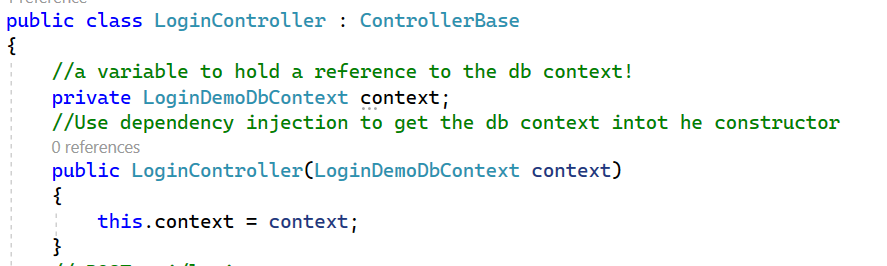 public class LoginController : ControllerBase
{
//a variable to hold a reference to the db context!
private LoginDemoDbContext context;
//Use dependency injection to get the db context intot he constructor
0 references
public LoginController(LoginDemoDbContext context)
{
this.context = context;
}